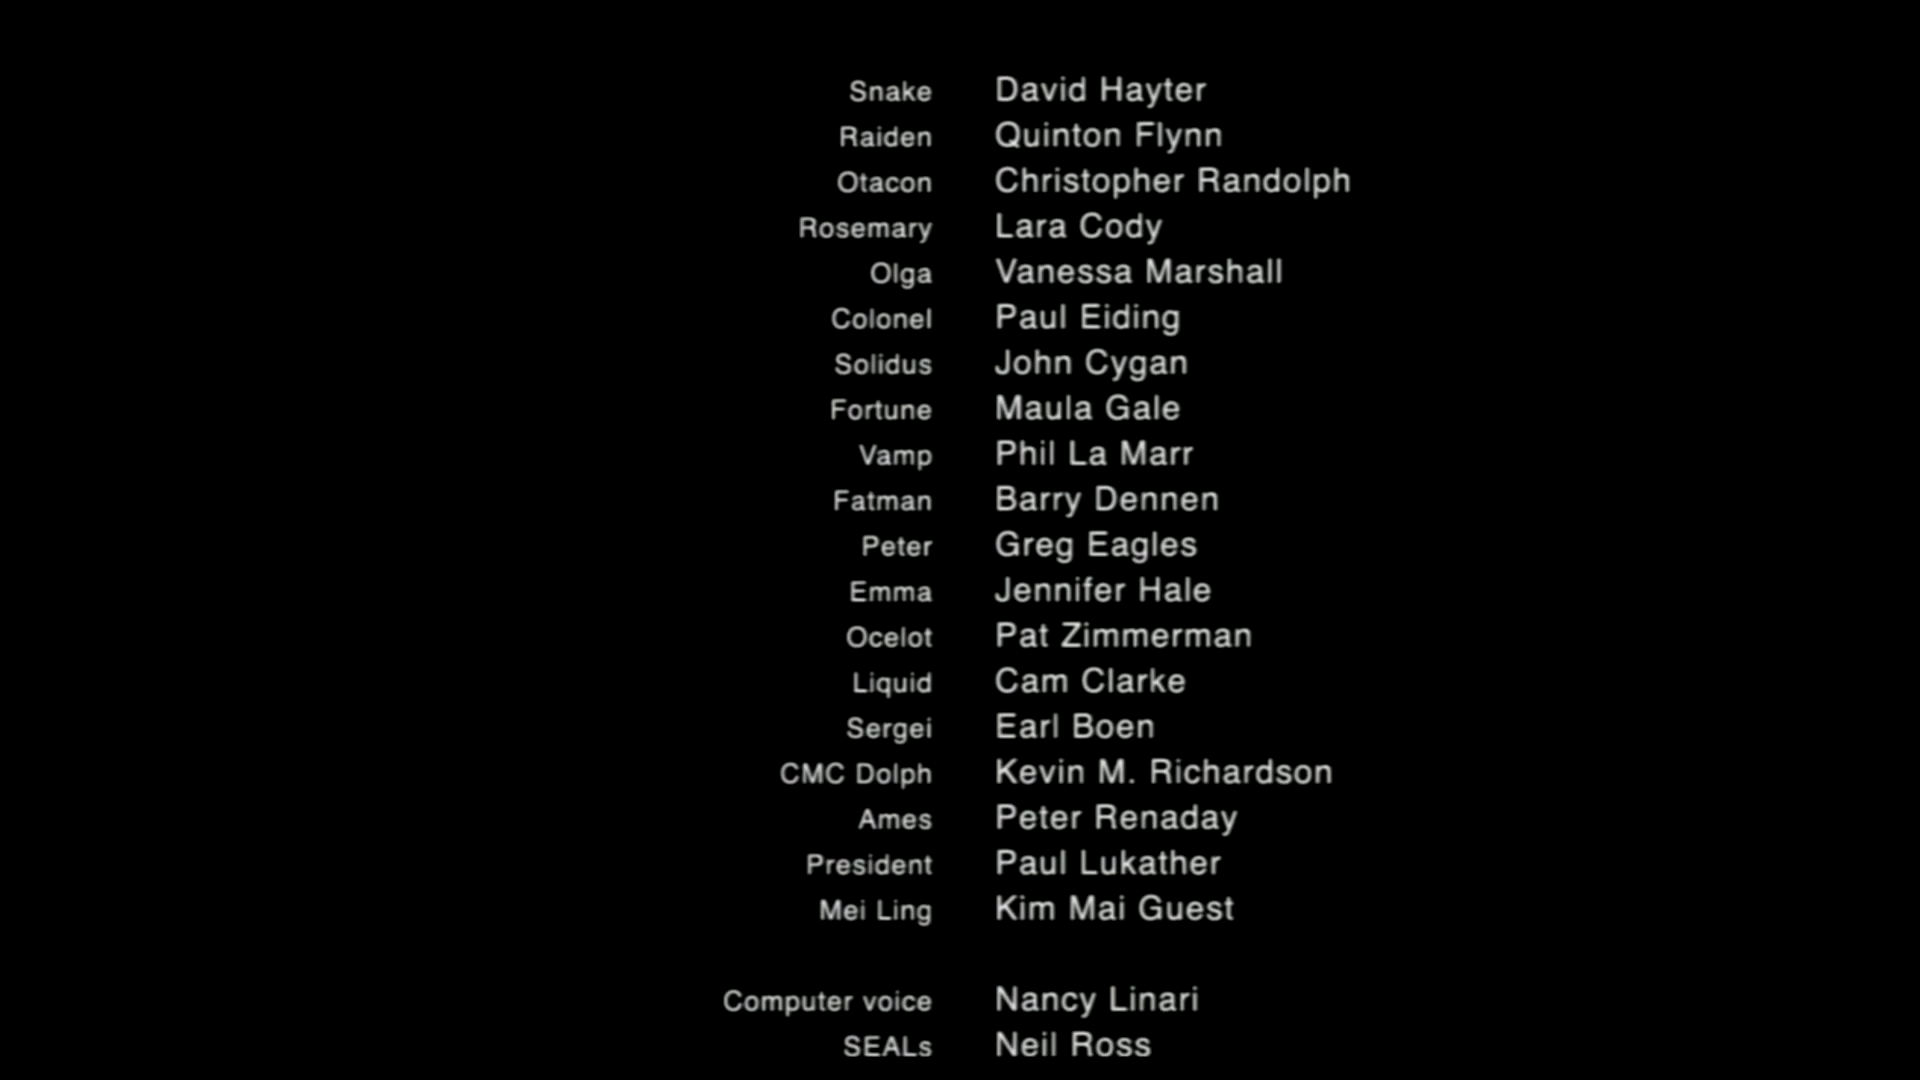 Snake David Hayter
Raiden Quinton Flynn
Otacon Christopher Randolph
Rosemary Lara Cody
Olga Vanessa Marshall
Colonel Paul Eiding
Solidus John Cygan
Fortune Maula Gale
Vamp Phil La Marr
Fatman Barry Dennen
Peter Greg Eagles
Emma Jennifer Hale
Ocelot Pat Zimmerman
Liquid Cam Clarke
Sergei Earl Boen
CMC Dolph Kevin M. Richardson
Ames Peter Renaday
President Paul Lukather
Mei Ling Kim Mai Guest
Computer voice Nancy Linari
SEALs Neil Ross